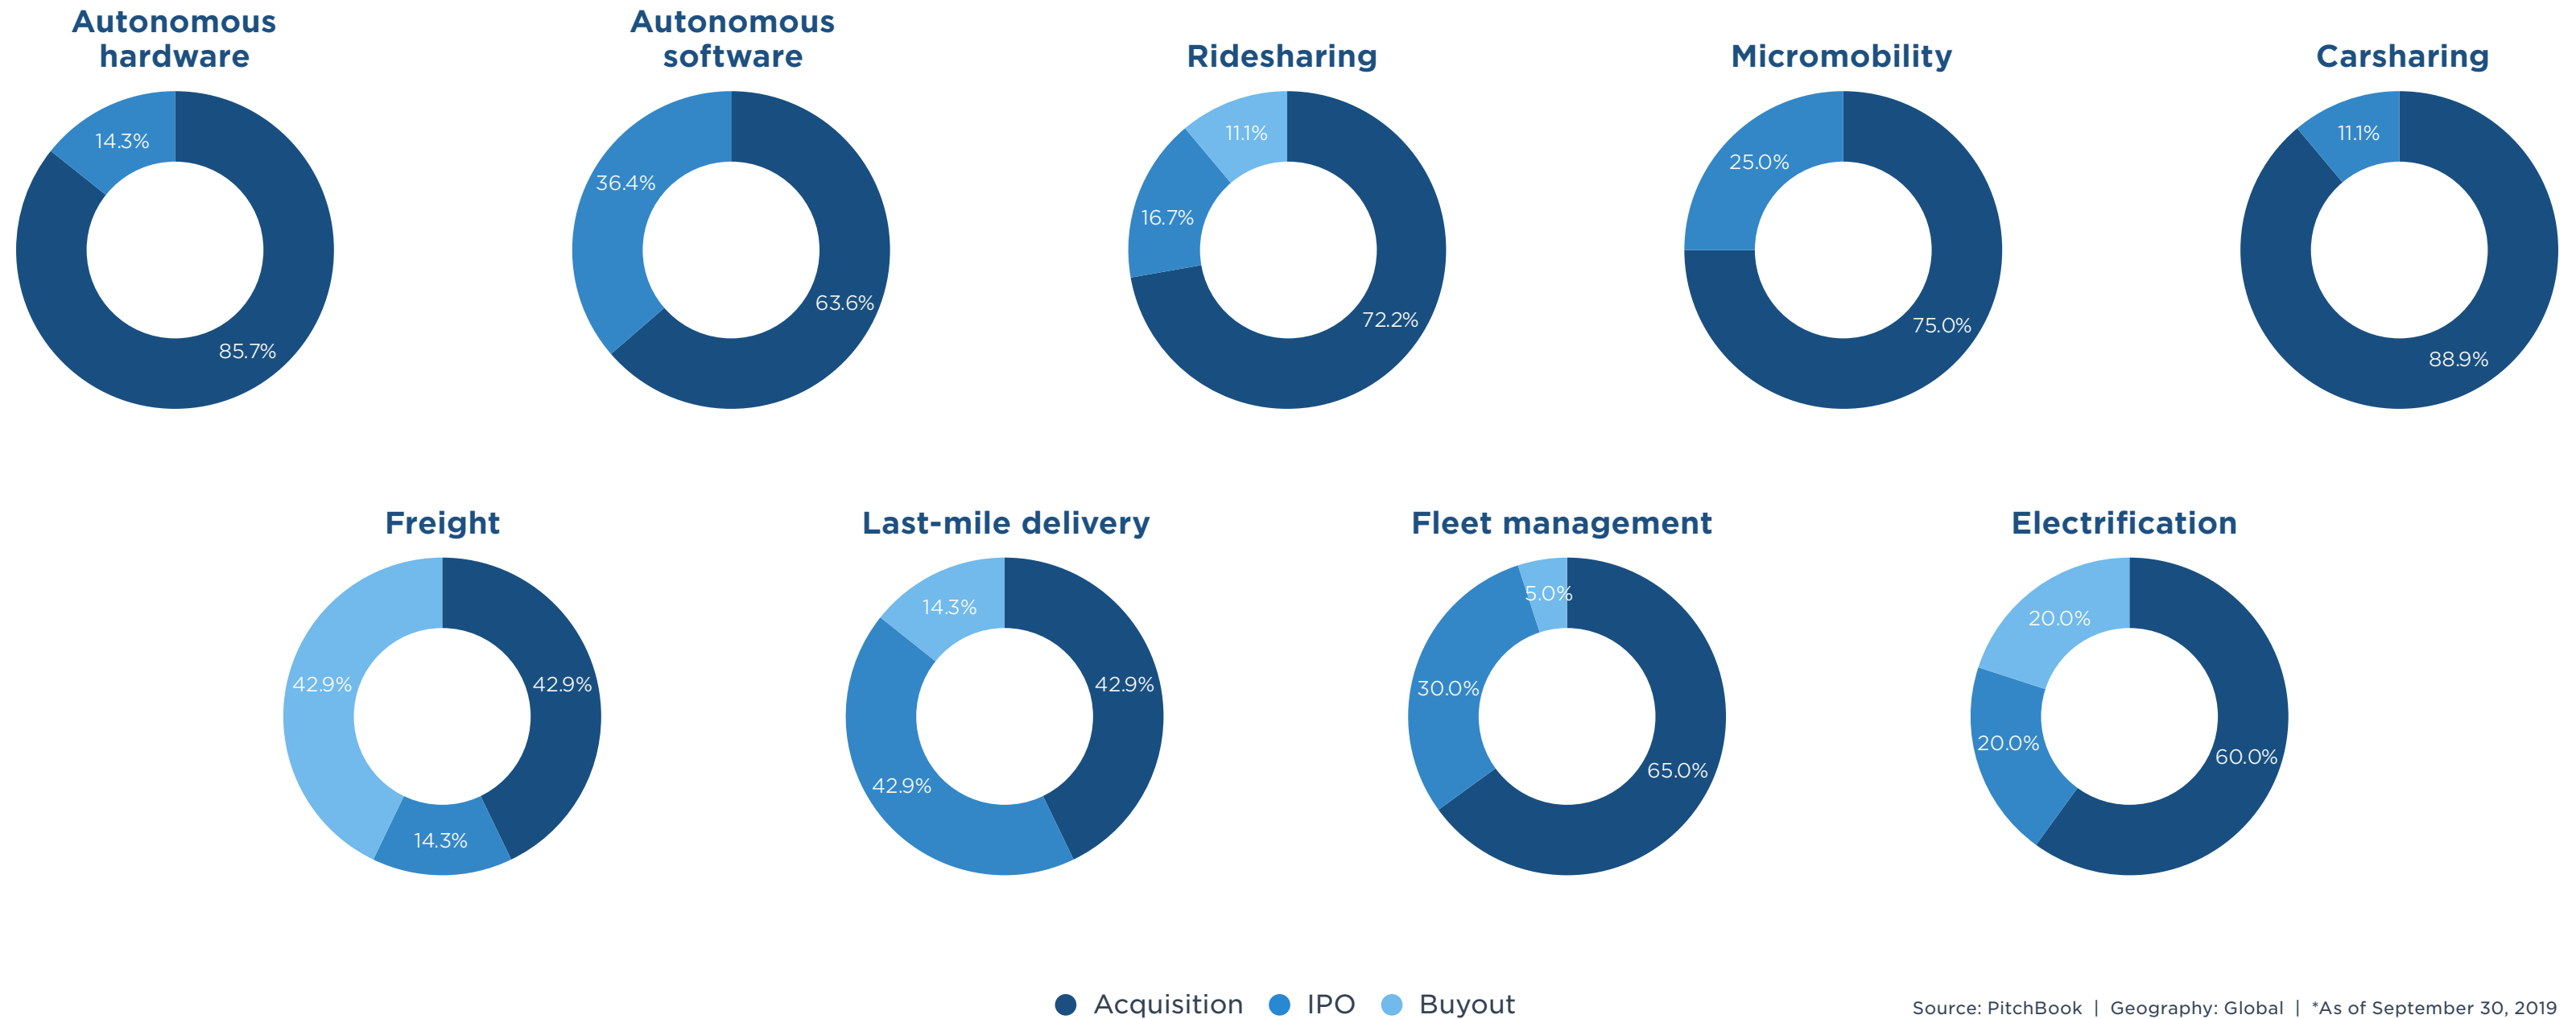 Autonomous
hardware
Autonomous
software
Ridesharing
Micromobility
Carsharing
14.3%
85.7%
36.4%
63.6%
11.1%
16.7%
72.2%
25.0%
75.0%
11.1%
88.9%
Freight
Last-mile delivery
Fleet management
Electrification
42.9%
42.9%
14.3%
14.3%
42.9%
42.9%
5.0%
30.0%
65.0%
20.0%
20.0%
60.0%
Acquisition IPO Buyout
Source: PitchBook | Geography: Global | *As of September 30, 2019